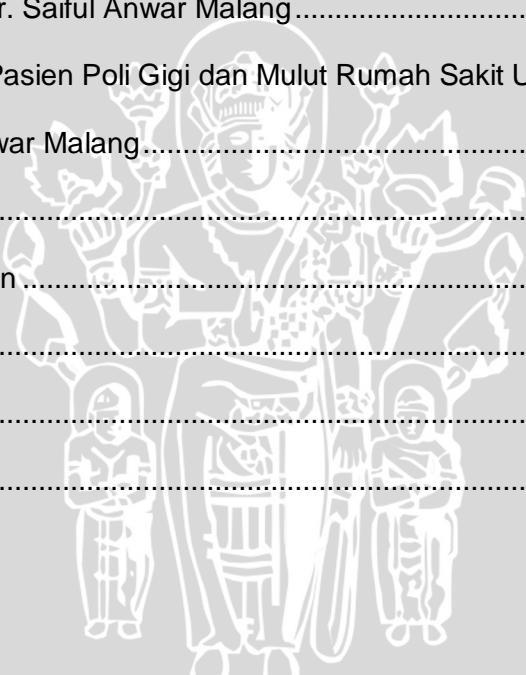 r. Saiful Anwar Malang................................
Pasien Poli Gigi dan Mulut Rumah Sakit U
war Malang.....................................................
.....................................................................
n....................................................................
.....................................................................
.....................................................................
.....................................................................